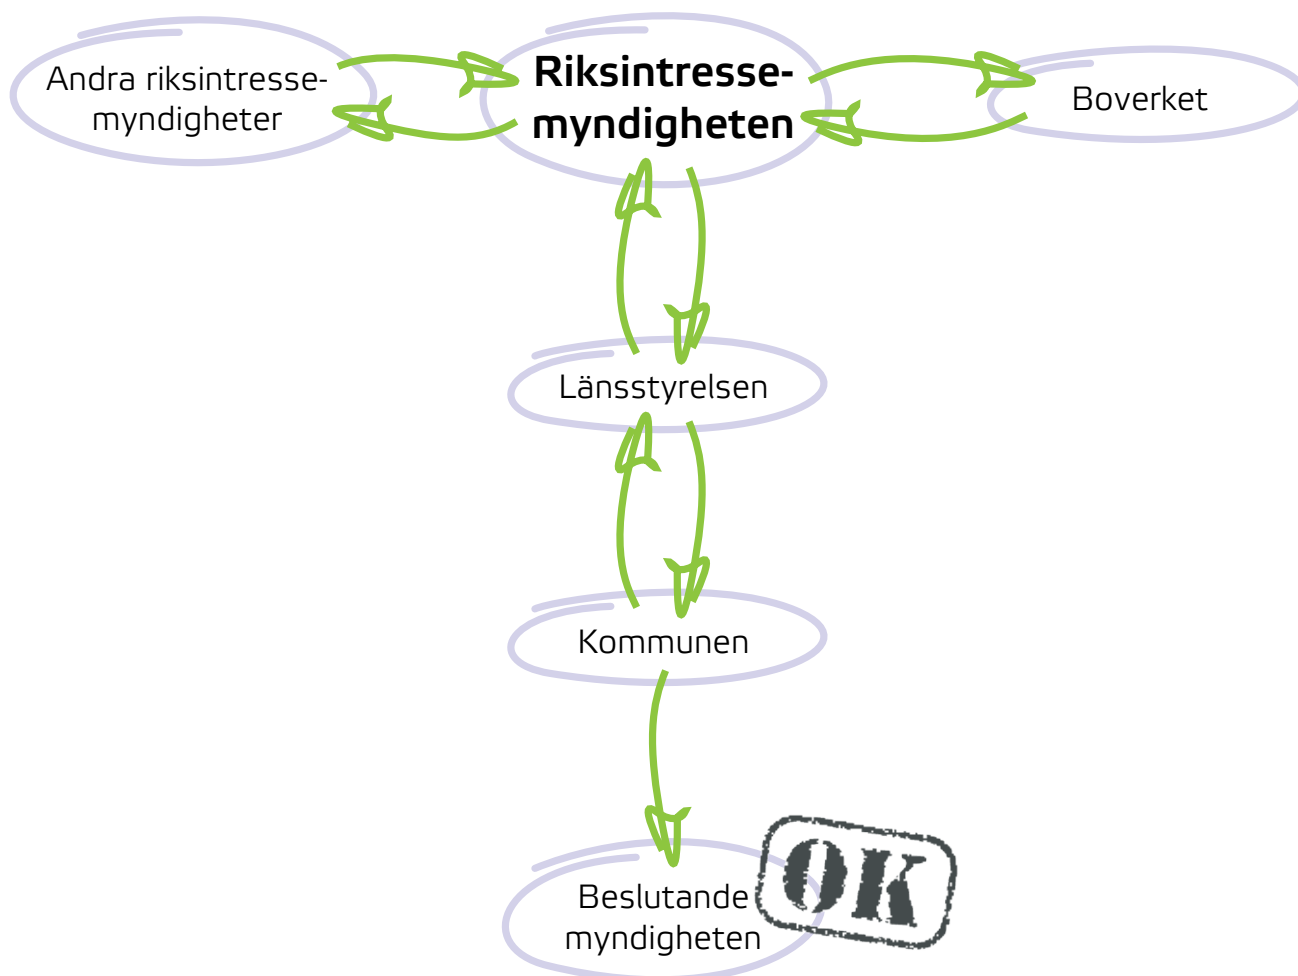 Andra riksintresse-
myndigheter
Riksintresse-
myndigheten
Boverket
Länsstyrelsen
Kommunen
Beslutande
myndigheten
OK